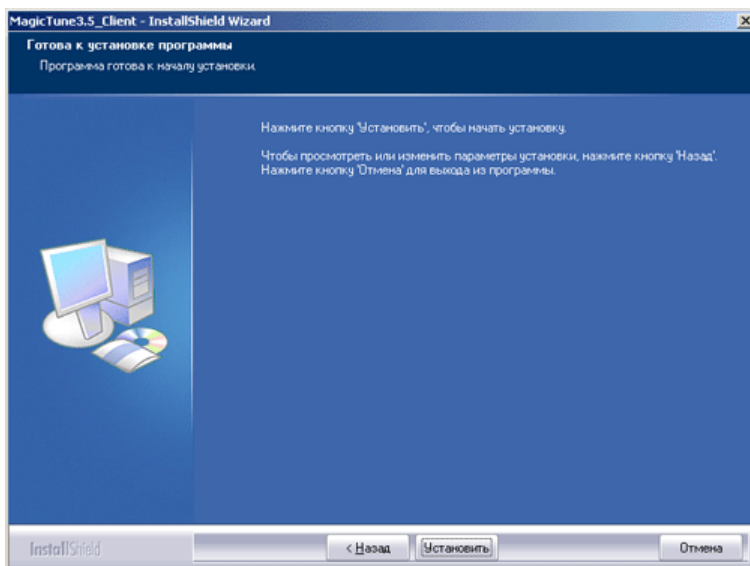 MagicTune3.5_Client - InstallShield Wizard
Готова к установке программы
Программа готова к началу установки.
Нажмите кнопку 'Установить', чтобы начать установку.
Чтобы просмотреть или изменить параметры установки, нажмите кнопку 'Назад'.
Нажмите кнопку 'Отмена' для выхода из программы.
InstallShield
< Назад
Установить
Отмена